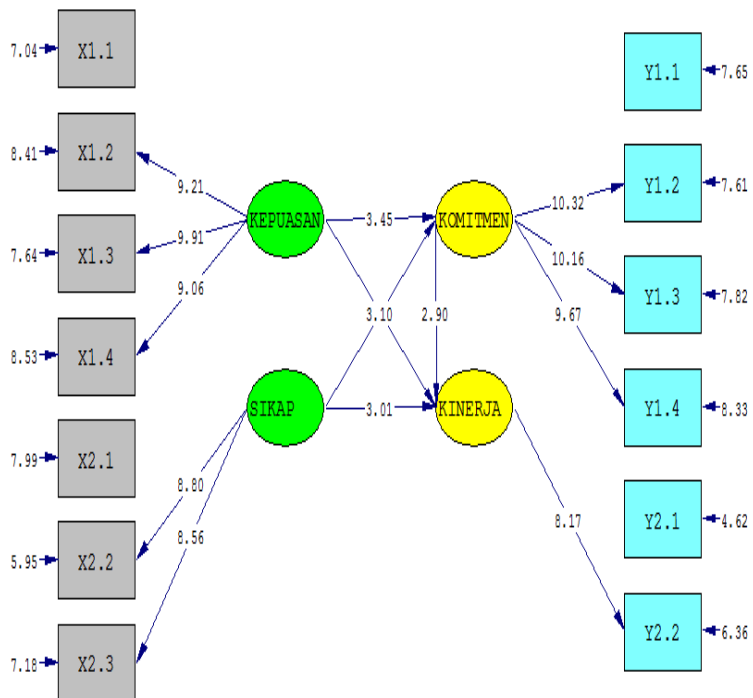 7.04
X1.1
8.41
X1.2
7.64
X1.3
8.53
X1.4
7.99
X2.1
5.95
X2.2
7.18
X2.3
9.21
9.91
9.06
8.80
8.56
KEPUASAN
SIKAP
3.45
3.10
2.90
3.01
KOMITMEN
KINERJA
10.32
10.16
9.67
8.17
Y1.1
7.65
Y1.2
7.61
Y1.3
7.82
Y1.4
8.33
Y2.1
4.62
Y2.2
6.36